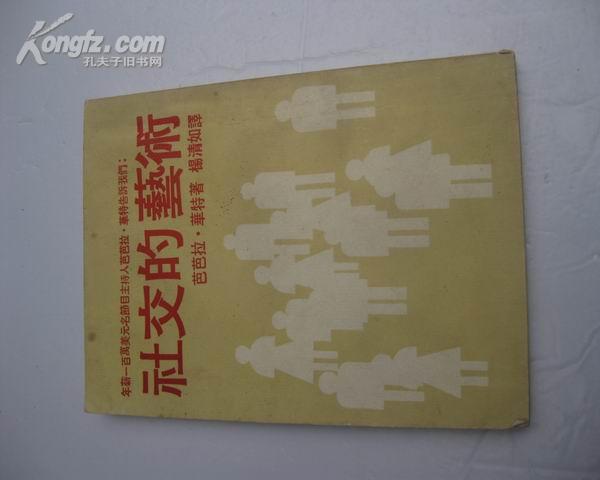 Kongfz.com
孔夫子旧书网
年薪一百萬美元名節目主持人芭芭拉·華特告訴我們：
社交的藝術
芭芭拉·華特著 楊清如譯